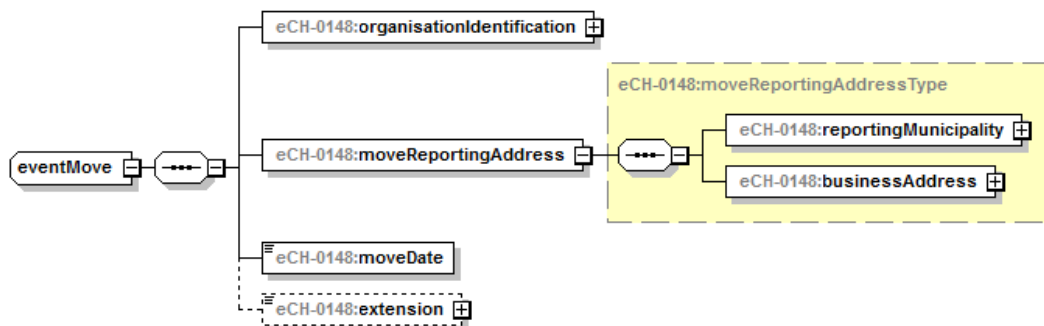 eCH-0148:organisationIdentification
eCH-0148:moveReportingAddressType
eCH-0148:reportingMunicipality
eventMove
eCH-0148:moveReportingAddress
eCH-0148:businessAddress
eCH-0148:moveDate
eCH-0148:extension